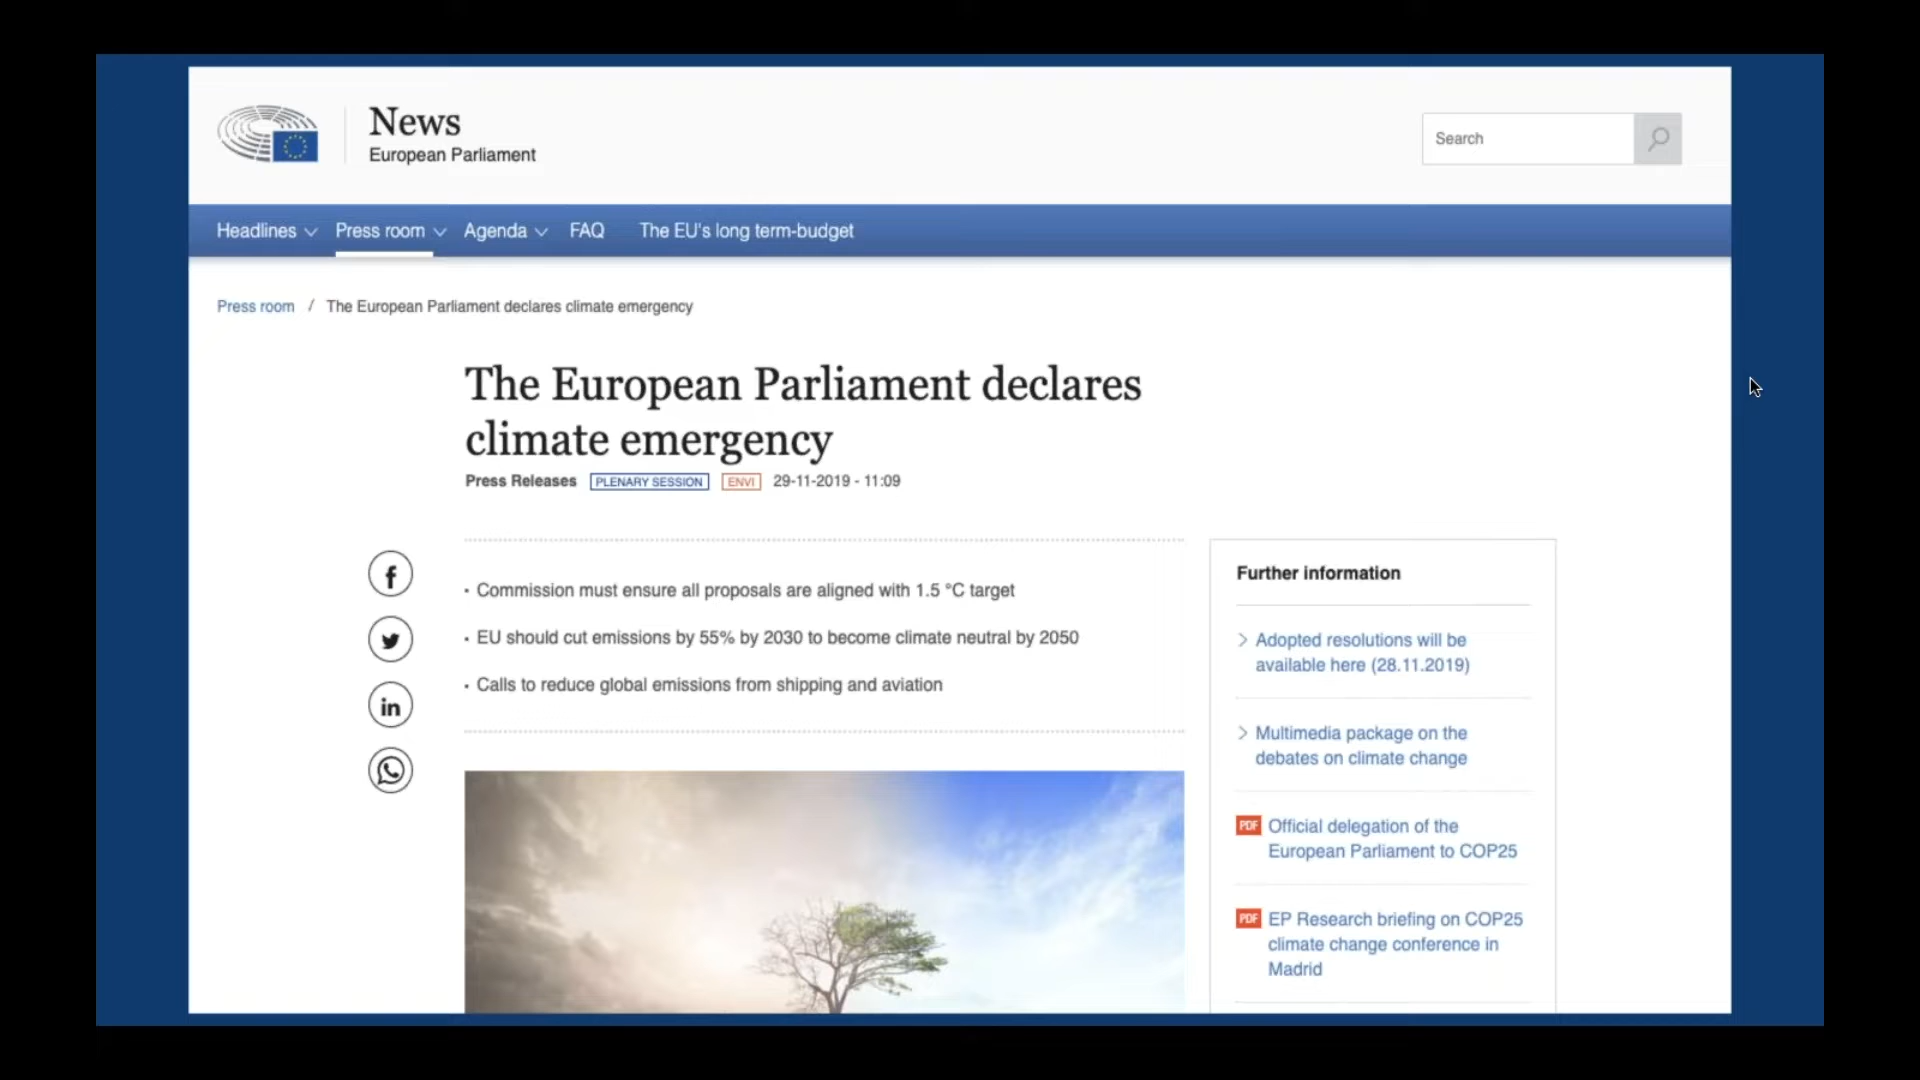 News
European Parliament
Search
Headlines Press room Agenda FAQ The EU's long term-budget
Press room / The European Parliament declares climate emergency
The European Parliament declares
climate emergency
Press Releases PLENARY SESSION ENVI 29-11-2019 - 11:09
• Commission must ensure all proposals are aligned with 1.5 °C target
• EU should cut emissions by 55% by 2030 to become climate neutral by 2050
• Calls to reduce global emissions from shipping and aviation
Further information
Adopted resolutions will be
available here (28.11.2019)
Multimedia package on the
debates on climate change
PDF Official delegation of the
European Parliament to COP25
PDF EP Research briefing on COP25
climate change conference in
Madrid